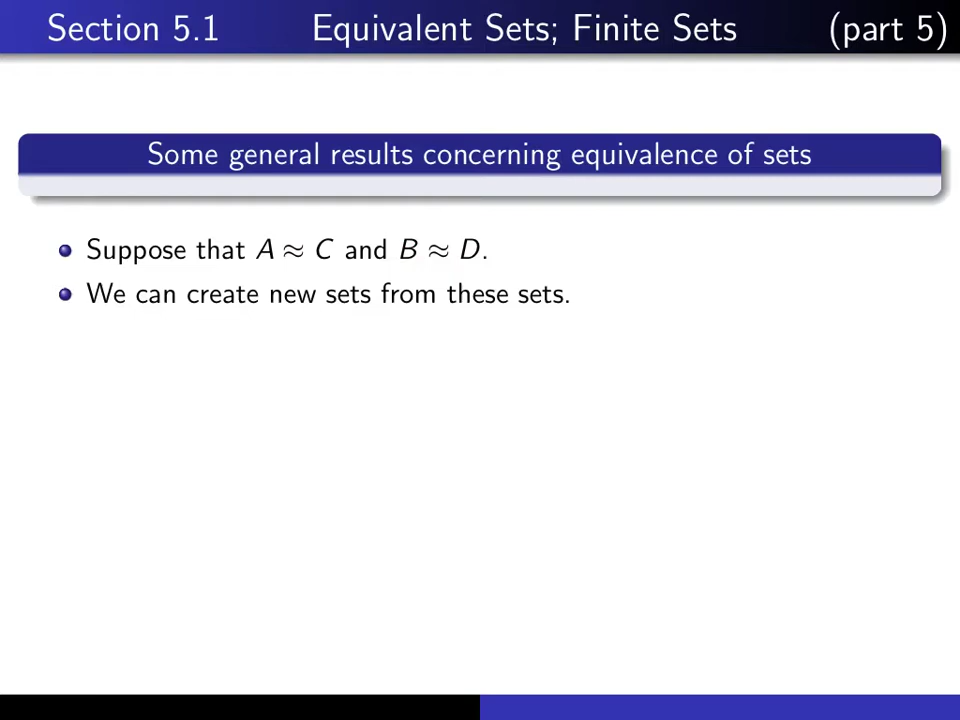 Section 5.1 Equivalent Sets; Finite Sets (part 5)
Some general results concerning equivalence of sets
Suppose that A ≈ C and B ≈ D.
We can create new sets from these sets.